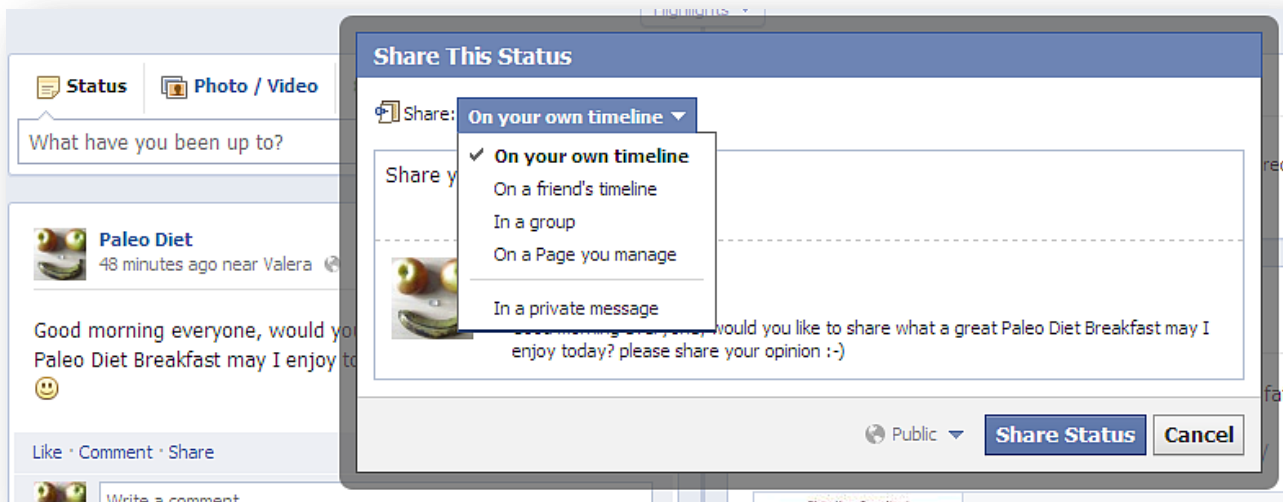 Highlights
Share This Status
Status
Photo / Video
Share:
On your own timeline
What have you been up to?
On your own timeline
On a friend's timeline
In a group
On a Page you manage
In a private message
Share
Paleo Diet
48 minutes ago near Valera
Good morning everyone, would
Paleo Diet Breakfast may I enjoy
would you like to share what a great Paleo Diet Breakfast may I
enjoy today? please share your opinion :-)
Like · Comment · Share
Public
Share Status
Cancel
Write a comment